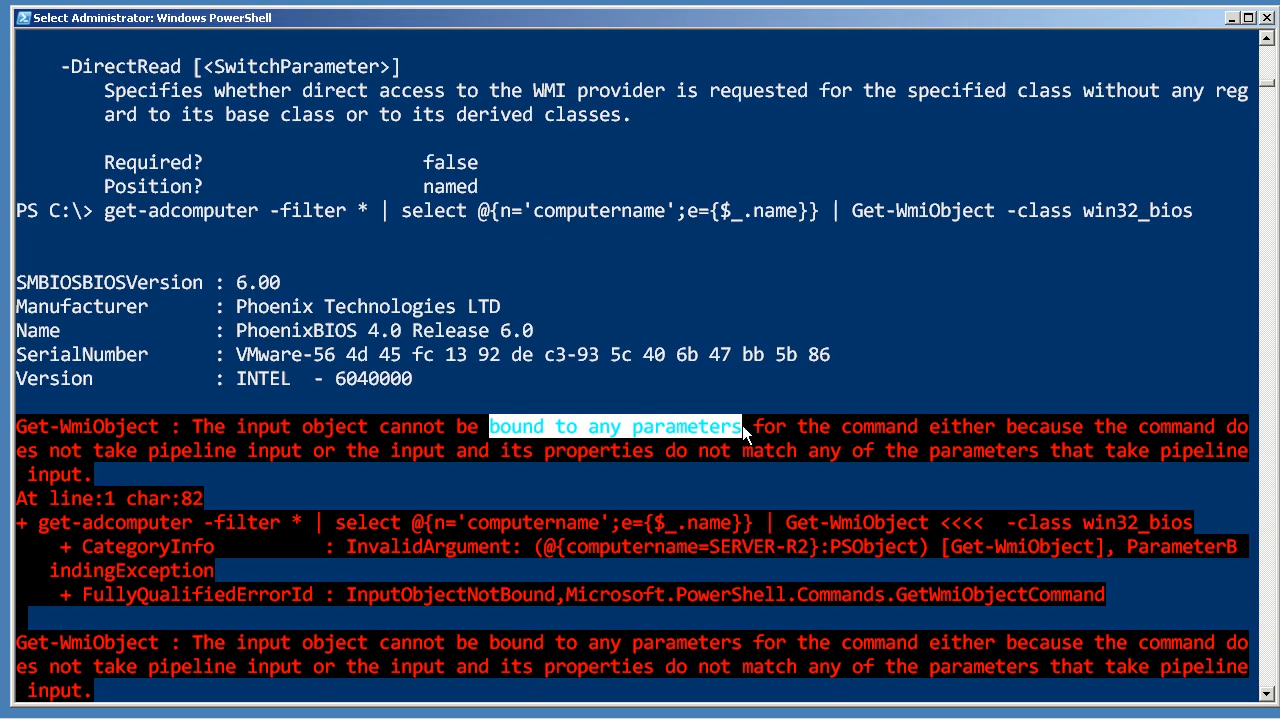 Select Administrator: Windows PowerShell
-DirectRead [<SwitchParameter>]
Specifies whether direct access to the WMI provider is requested for the specified class without any reg
ard to its base class or to its derived classes.
Required? false
Position? named
PS C:\> get-adcomputer -filter * | select @{n='computername';e={$_.name}} | Get-WmiObject -class win32_bios
SMBIOSBIOSVersion : 6.00
Manufacturer : Phoenix Technologies LTD
Name : PhoenixBIOS 4.0 Release 6.0
SerialNumber : VMware-56 4d 45 fc 13 92 de c3-93 5c 40 6b 47 bb 5b 86
Version : INTEL - 6040000
Get-WmiObject : The input object cannot be bound to any parameters for the command either because the command do
es not take pipeline input or the input and its properties do not match any of the parameters that take pipeline
input.
At line:1 char:82
+ get-adcomputer -filter * | select @{n='computername';e={$_.name}} | Get-WmiObject <<<< -class win32_bios
+ CategoryInfo : InvalidArgument: (@{computername=SERVER-R2}:PSObject) [Get-WmiObject], ParameterB
indingException
+ FullyQualifiedErrorId : InputObjectNotBound,Microsoft.PowerShell.Commands.GetWmiObjectCommand
Get-WmiObject : The input object cannot be bound to any parameters for the command either because the command do
es not take pipeline input or the input and its properties do not match any of the parameters that take pipeline
input.